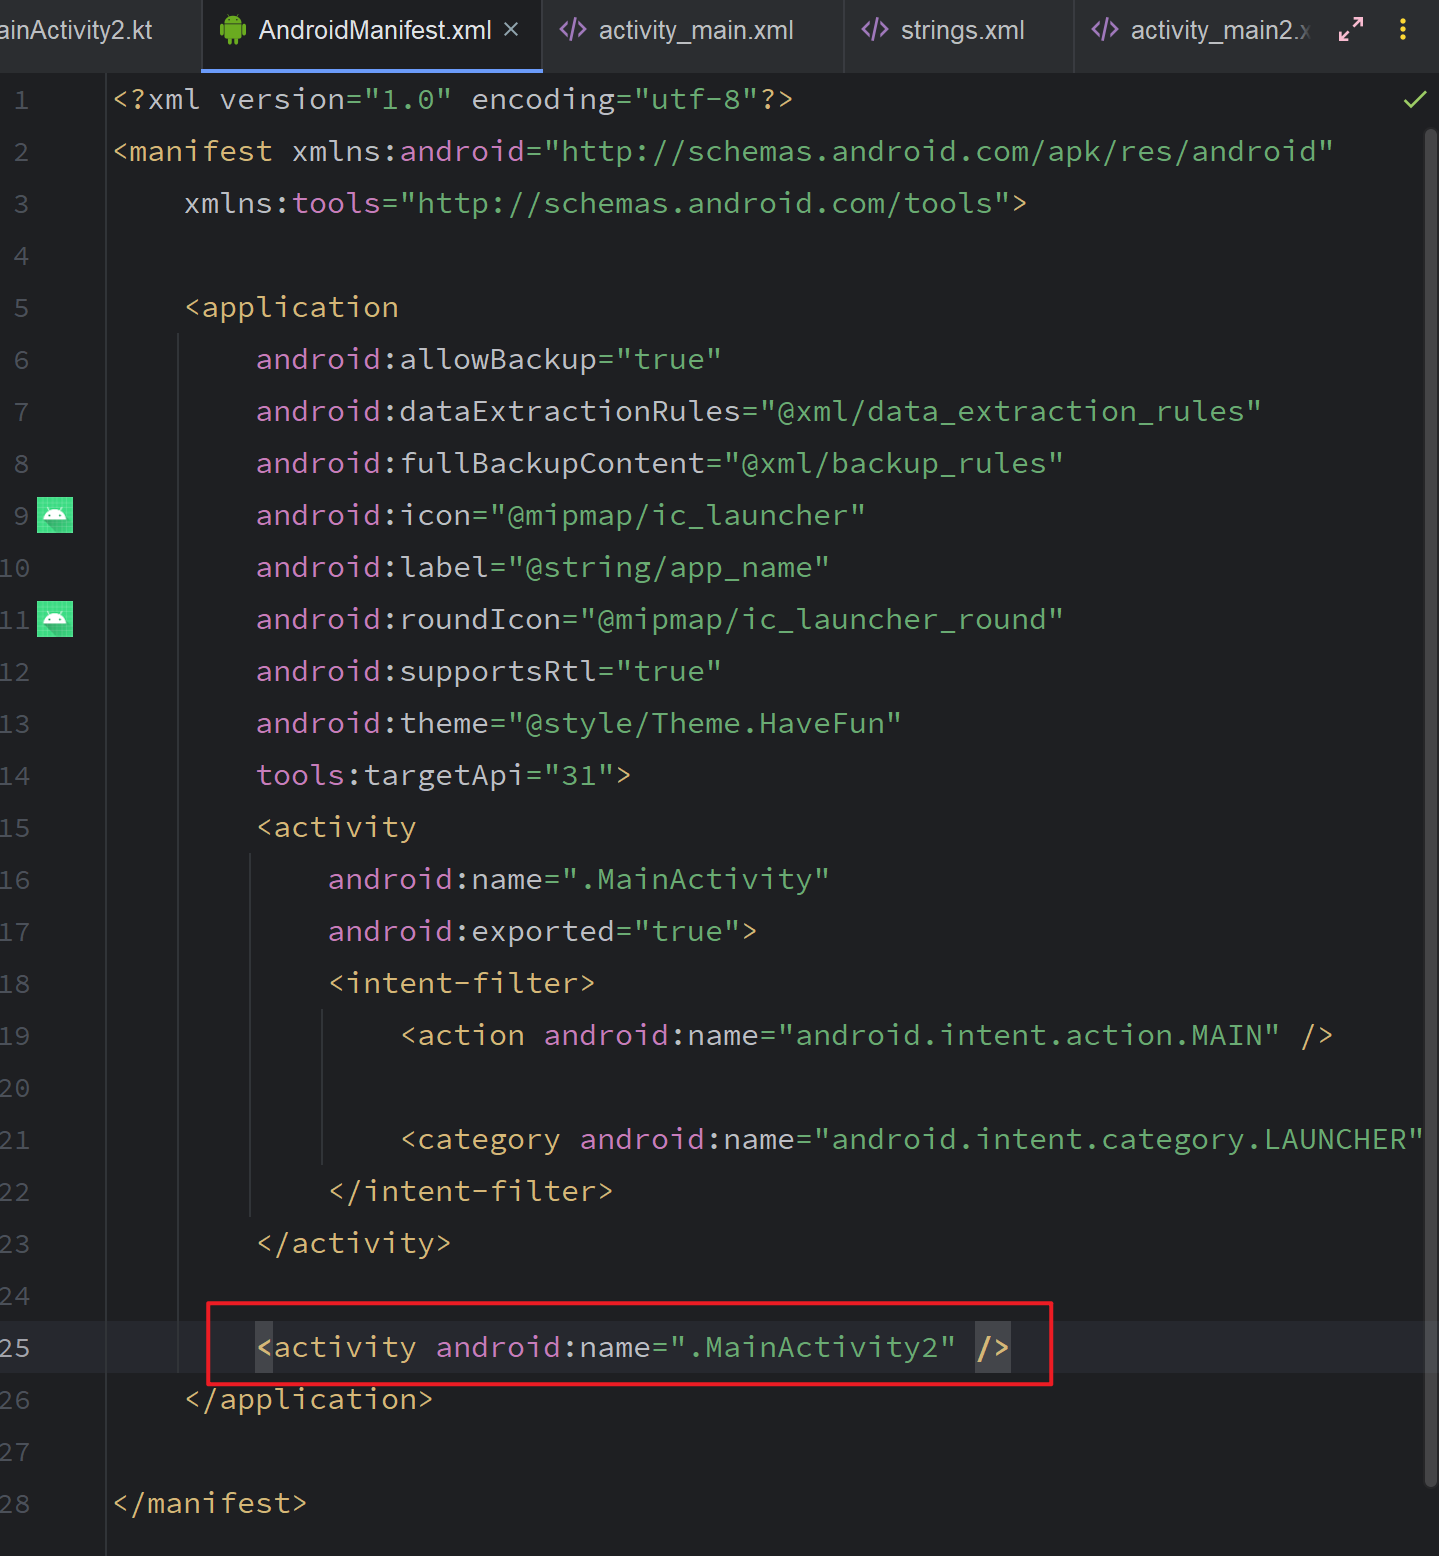 ainActivity2.kt AndroidManifest.xml activity_main.xml strings.xml activity_main2.x
1 <?xml version="1.0" encoding="utf-8"?>
2 <manifest xmlns:android="http://schemas.android.com/apk/res/android"
3     xmlns:tools="http://schemas.android.com/tools">
4
5     <application
6         android:allowBackup="true"
7         android:dataExtractionRules="@xml/data_extraction_rules"
8         android:fullBackupContent="@xml/backup_rules"
9         android:icon="@mipmap/ic_launcher"
10         android:label="@string/app_name"
11         android:roundIcon="@mipmap/ic_launcher_round"
12         android:supportsRtl="true"
13         android:theme="@style/Theme.HaveFun"
14         tools:targetApi="31">
15         <activity
16             android:name=".MainActivity"
17             android:exported="true">
18             <intent-filter>
19                 <action android:name="android.intent.action.MAIN" />
20
21                 <category android:name="android.intent.category.LAUNCHER"
22             </intent-filter>
23         </activity>
24
25         <activity android:name=".MainActivity2" />
26     </application>
27
28 </manifest>